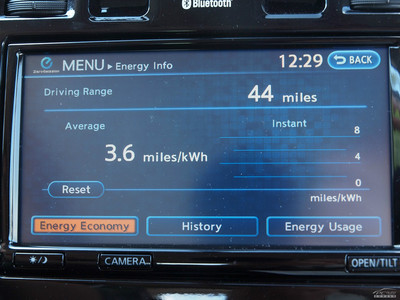 Bluetooth
MENU ▸ Energy Info 12:29 BACK
Driving Range 44 miles
Average Instant
8
3.6 miles/kWh
4
0
Reset
miles/kWh
Energy Economy History Energy Usage
CAMERA OPEN/TILT